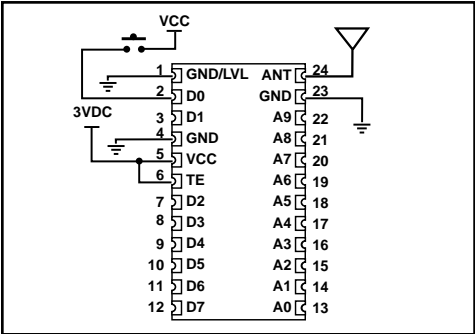 VCC
1 GND/LVL ANT 24
2 D0 GND 23
3VDC
3 D1 A9 22
4 GND A8 21
5 VCC A7 20
6 TE A6 19
7 D2 A5 18
8 D3 A4 17
9 D4 A3 16
10 D5 A2 15
11 D6 A1 14
12 D7 A0 13